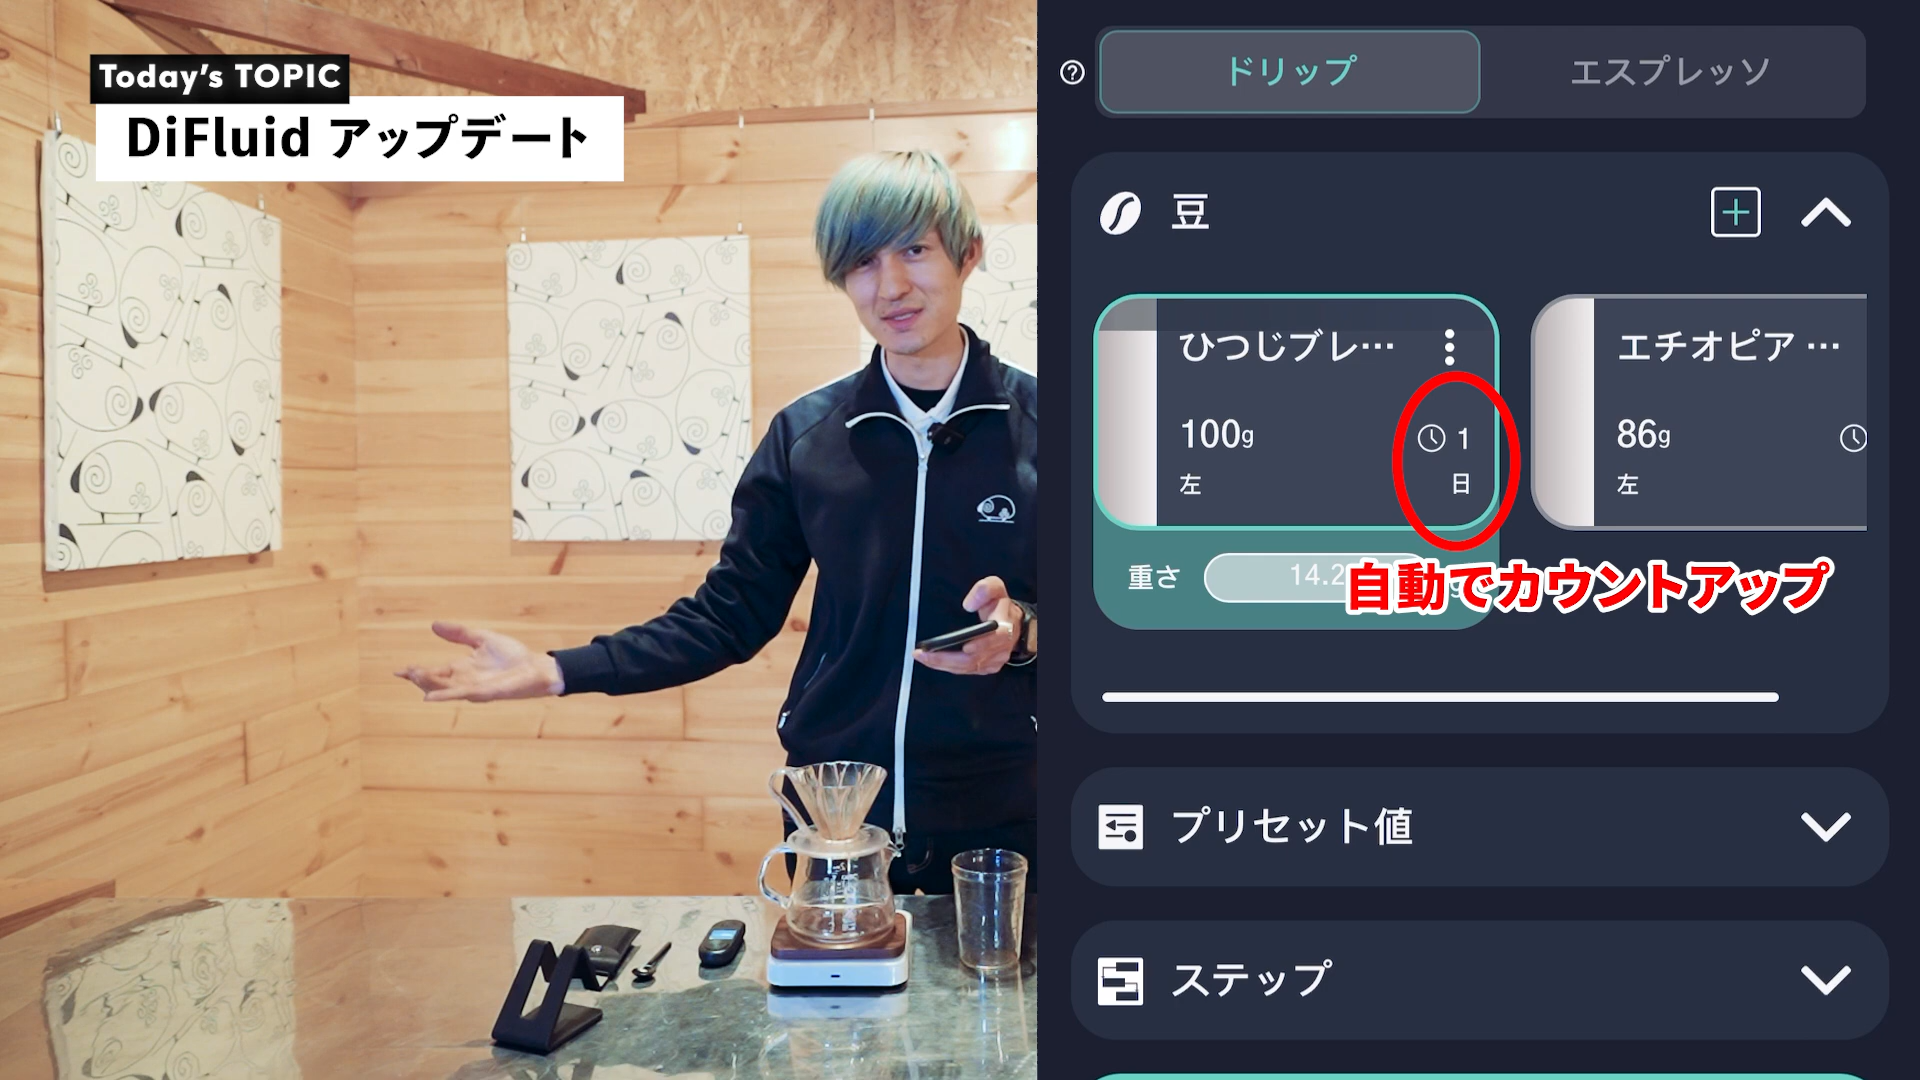 Today's TOPIC
DiFluid アップデート
ドリップ
エスプレッソ
豆
ひつじブレ…
100g
1
日
左
エチオピア …
86g
左
重さ
14.2
自動でカウントアップ
プリセット値
ステップ